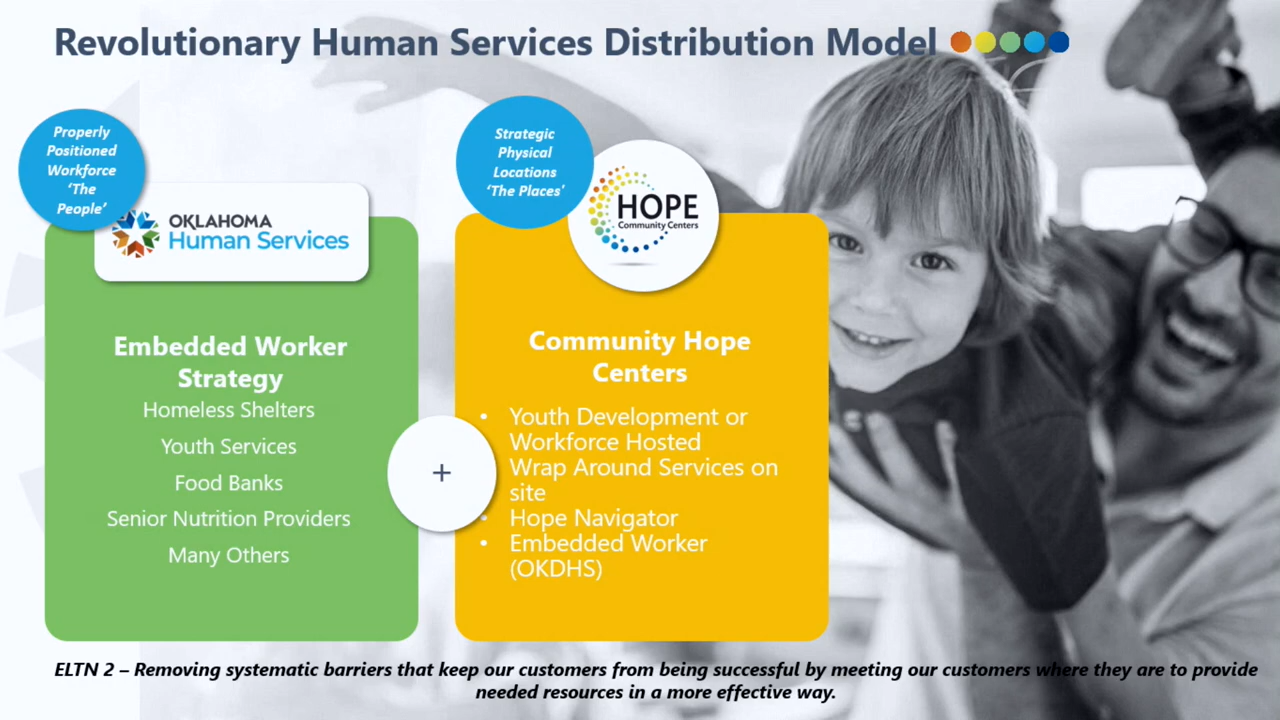 Revolutionary Human Services Distribution Model
Properly
Positioned
Workforce
‘The
People’
OKLAHOMA
Human Services
Embedded Worker
Strategy
Homeless Shelters
Youth Services
Food Banks
Senior Nutrition Providers
Many Others
+
Strategic
Physical
Locations
‘The Places’
HOPE
Community Centers
Community Hope
Centers
• Youth Development or
Workforce Hosted
Wrap Around Services on
site
• Hope Navigator
• Embedded Worker
(OKDHS)
ELTN 2 – Removing systematic barriers that keep our customers from being successful by meeting our customers where they are to provide
needed resources in a more effective way.